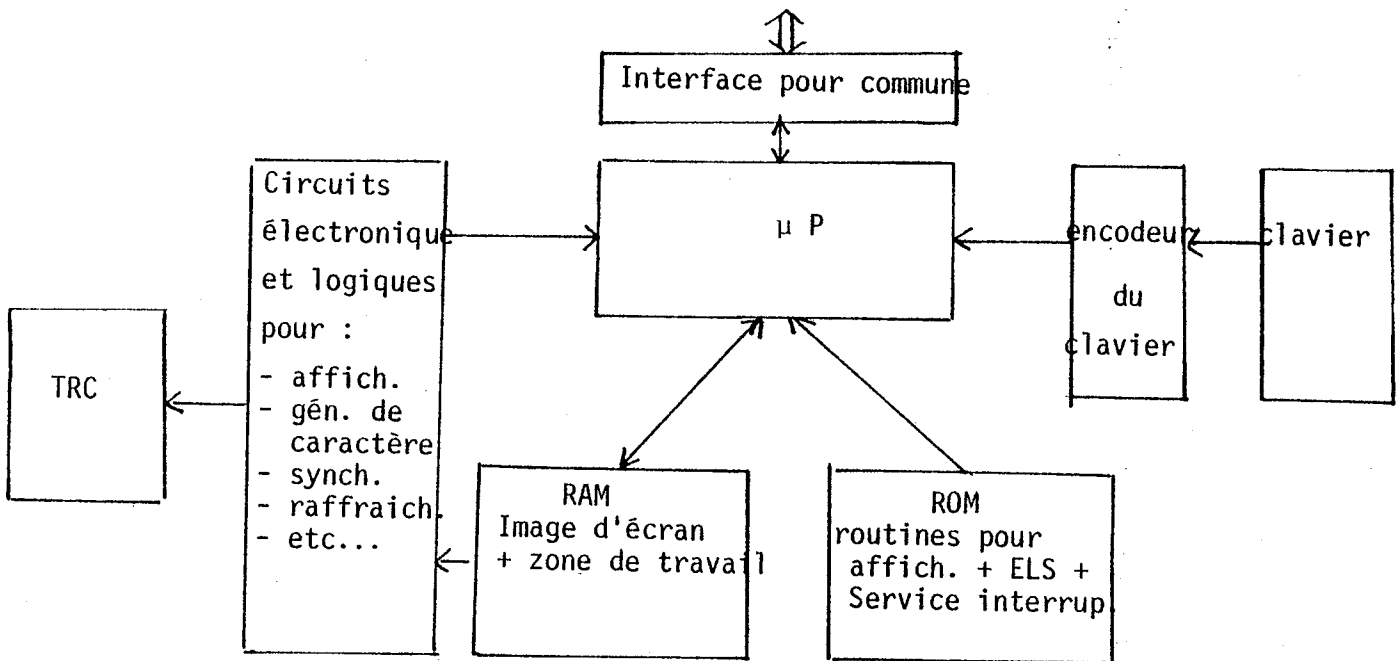 Interface pour commune
Circuits
électronique
et logiques
pour :
- affich.
- gén. de
caractère
- synch.
- raffraich.
- etc...
µ P
encodeur
du
clavier
clavier
TRC
RAM
Image d'écran
+ zone de travail
ROM
routines pour
affich. + ELS +
Service interrup.